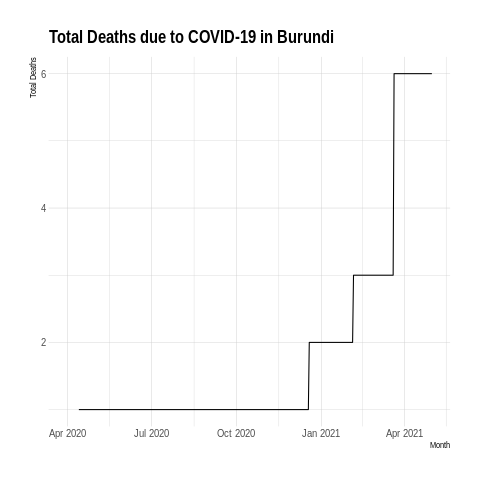 Total Deaths due to COVID-19 in Burundi
Total Deaths
6
4
2
Apr 2020 Jul 2020 Oct 2020 Jan 2021 Apr 2021
Month